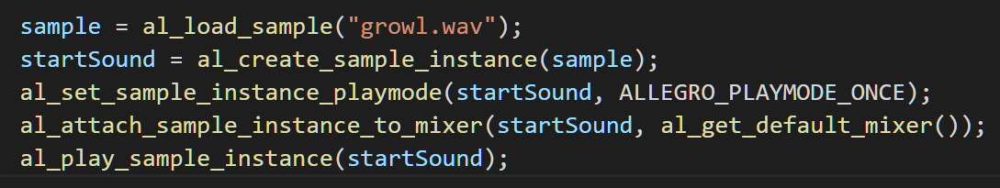 sample = al_load_sample("growl.wav");
startSound = al_create_sample_instance(sample);
al_set_sample_instance_playmode(startSound, ALLEGRO_PLAYMODE_ONCE);
al_attach_sample_instance_to_mixer(startSound, al_get_default_mixer());
al_play_sample_instance(startSound);